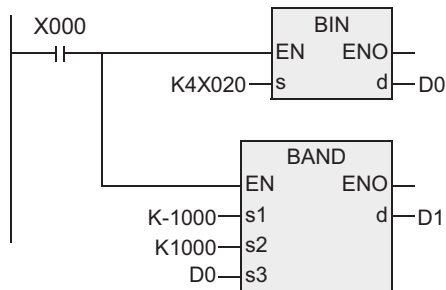 X000
BIN
EN ENO
K4X020 s d D0
BAND
EN ENO
K-1000 s1 d D1
K1000 s2
D0 s3